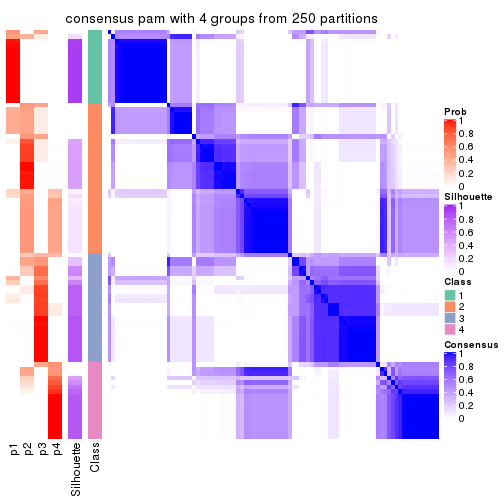 consensus pam with 4 groups from 250 partitions
Prob
1
0.8
0.6
0.4
0.2
0
Silhouette
1
0.8
0.6
0.4
0.2
0
Class
1
2
3
4
Consensus
1
0.8
0.6
0.4
0.2
0
p1
p2
p3
p4
Silhouette
Class